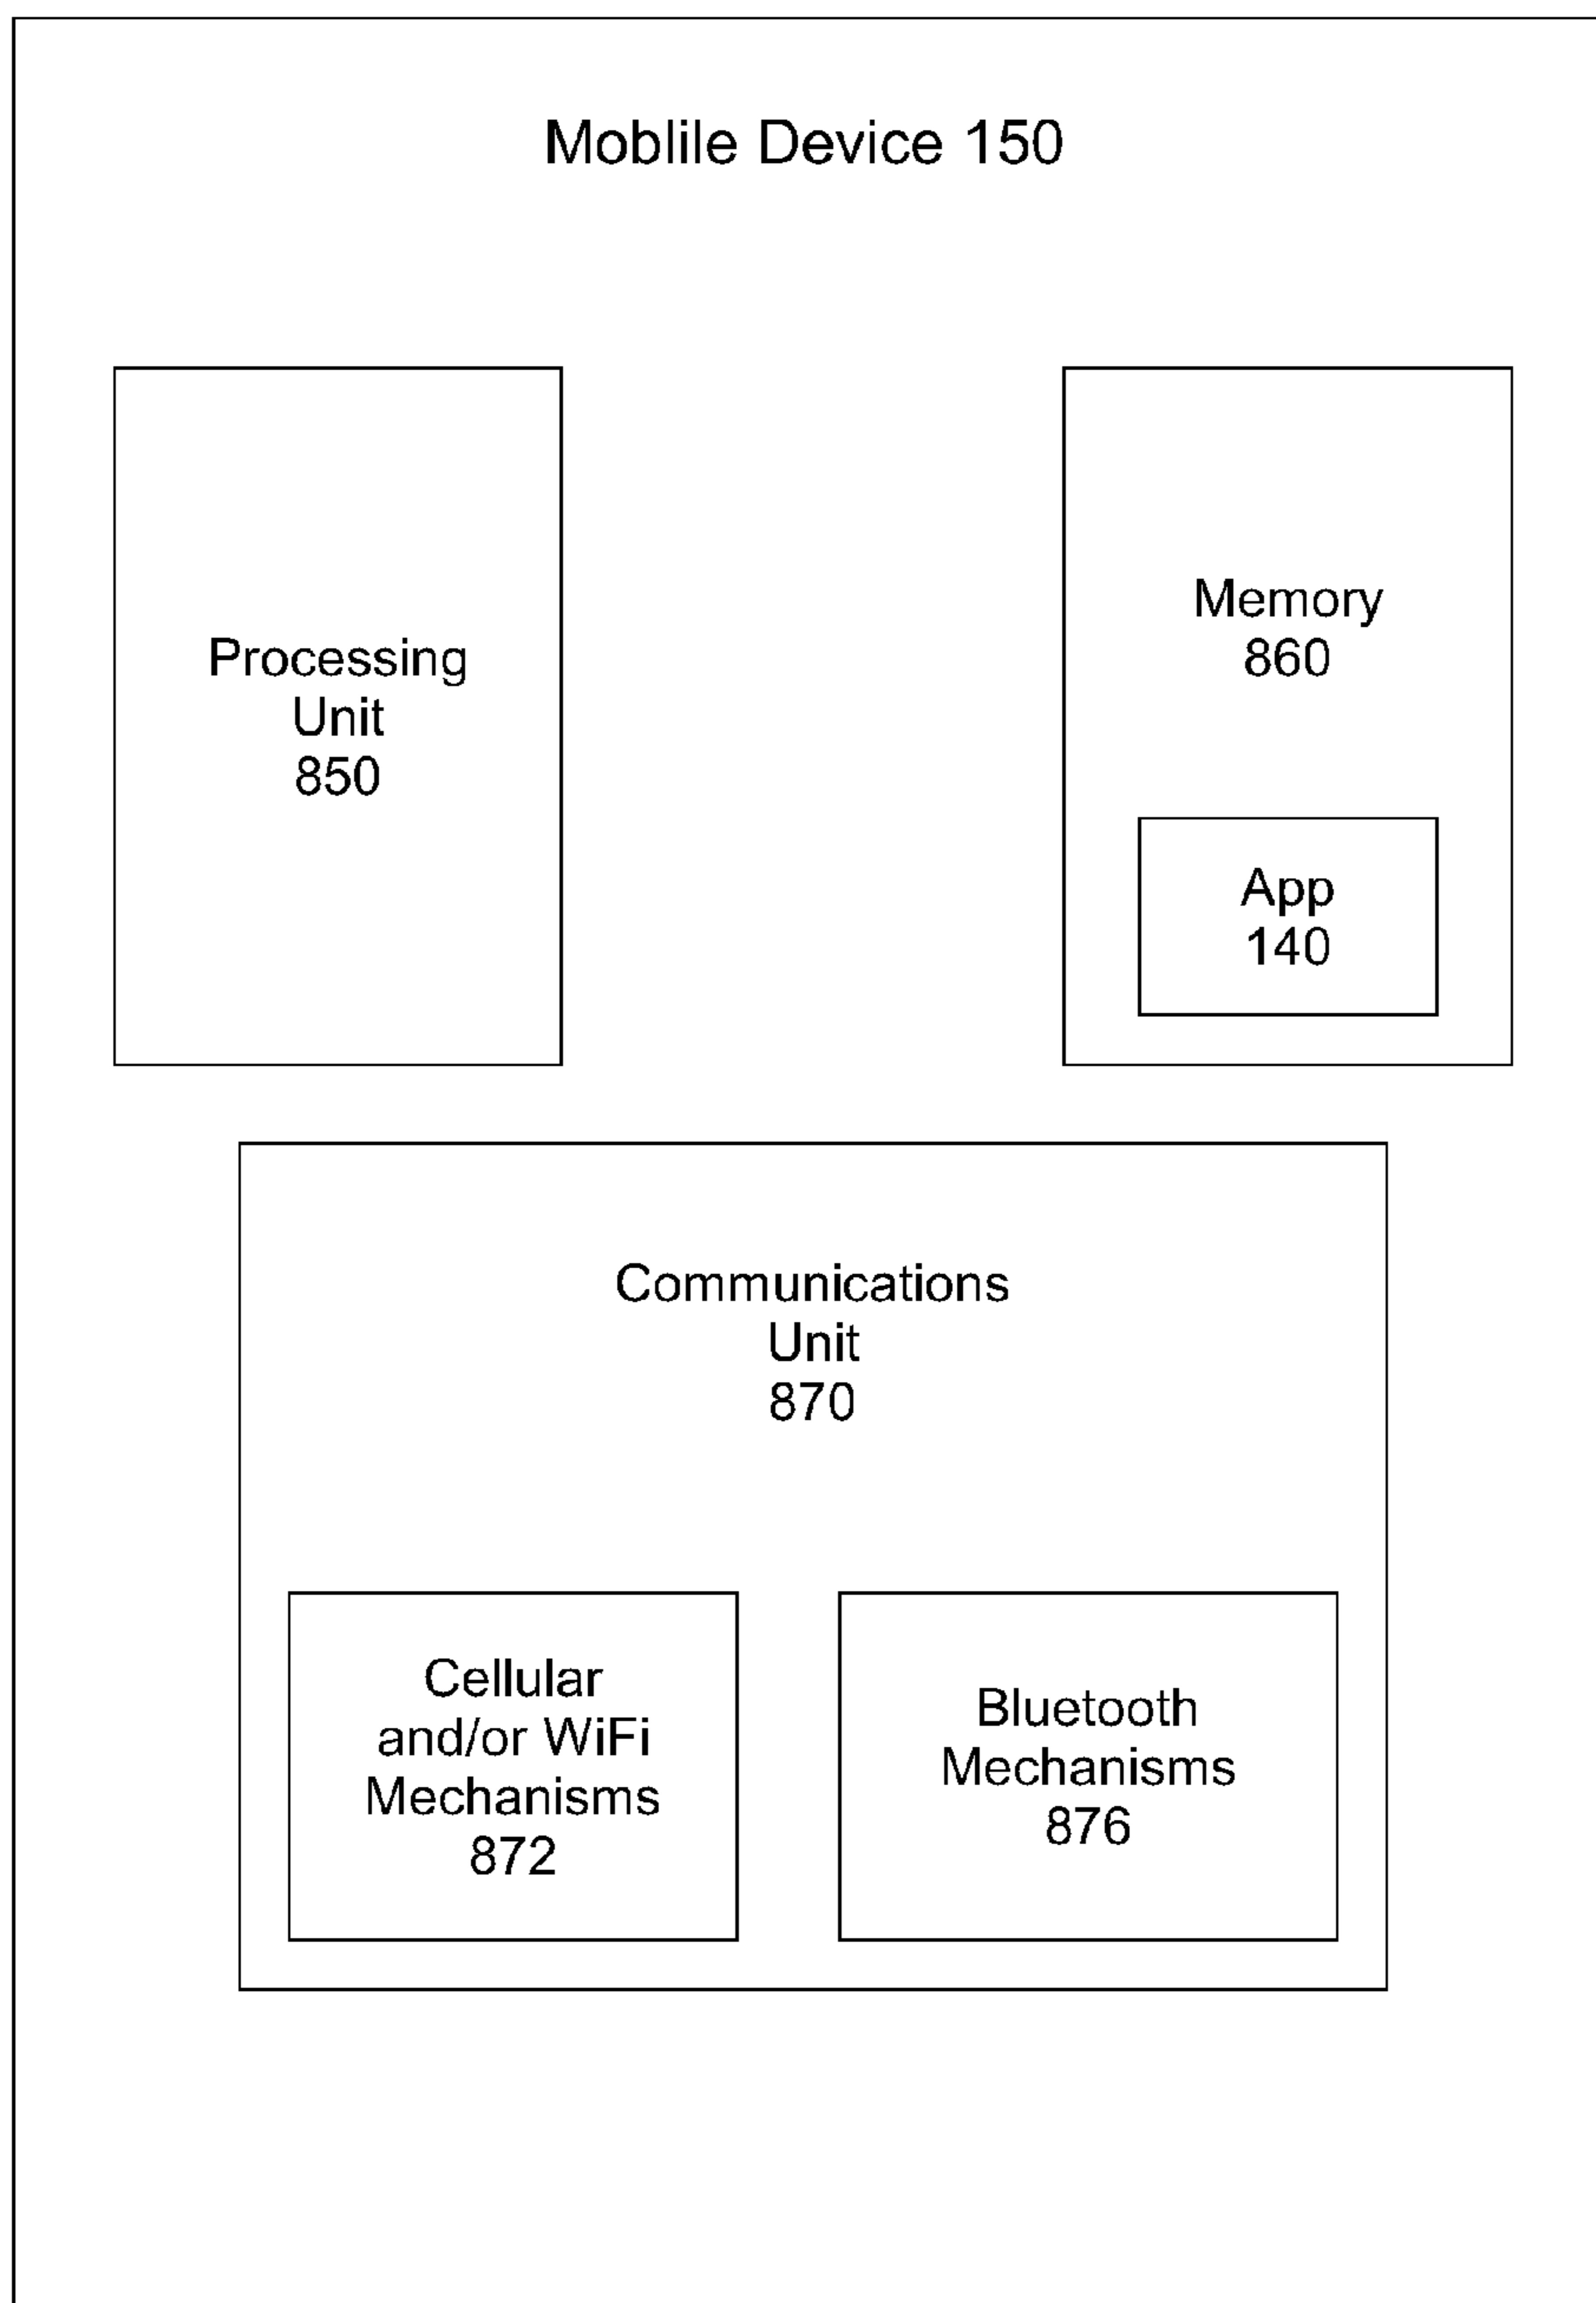 Moblile Device 150
Processing
Unit
850
Memory
860
App
140
Communications
Unit
870
Cellular
and/or WiFi
Mechanisms
872
Bluetooth
Mechanisms
876